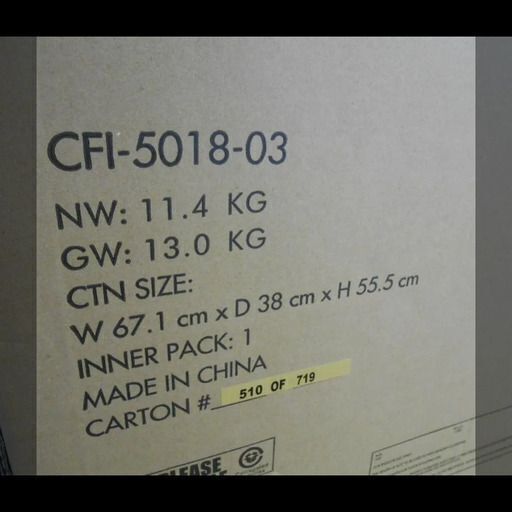 CFI-5018-03
NW: 11.4 KG
GW: 13.0 KG
CTN SIZE:
W 67.1 cm x D 38 cm x H 55.5 cm
INNER PACK: 1
MADE IN CHINA
CARTON #. 510 OF 719
PLEASE